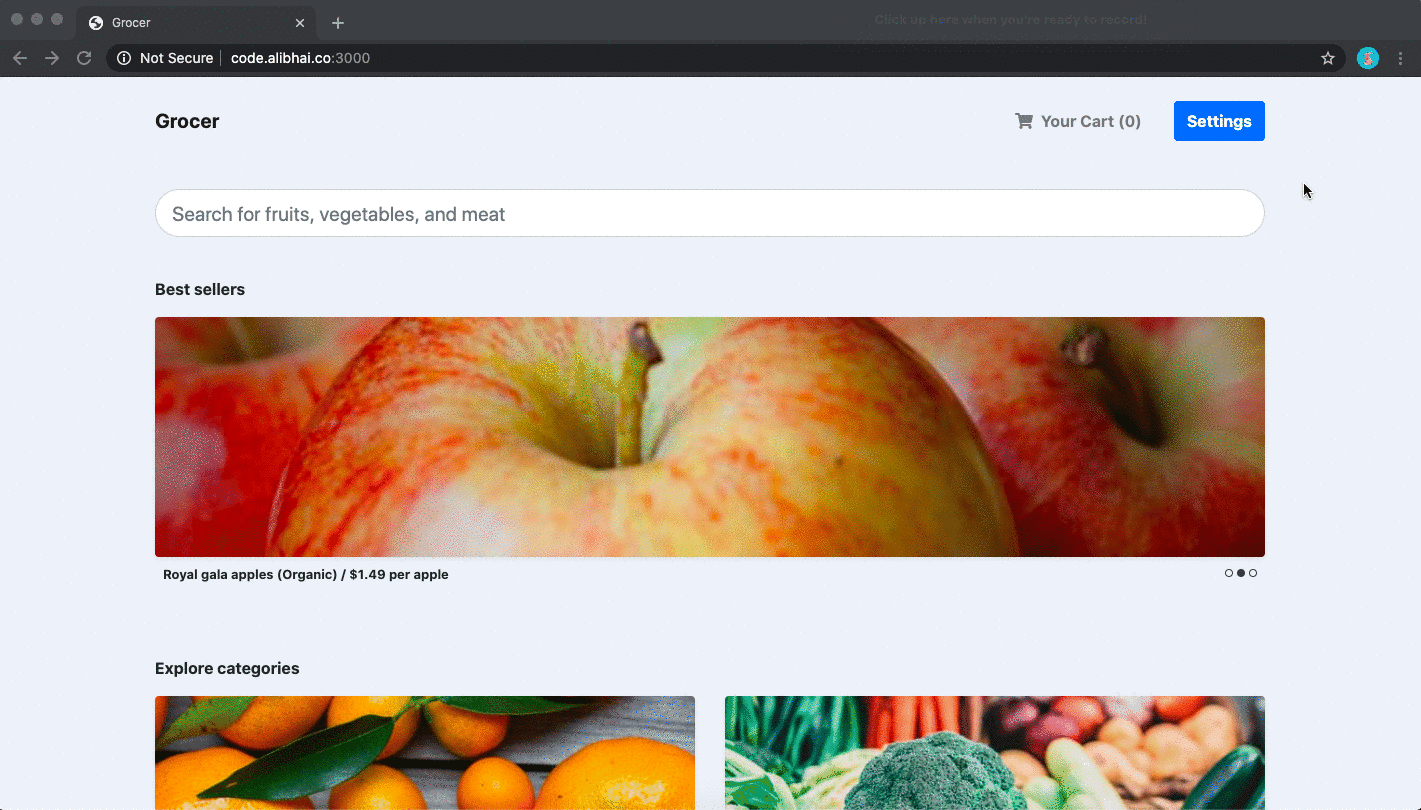 Grocer
Click up here when you're ready to record!
Not Secure code.alibhai.co:3000
Grocer
Your Cart (0)
Settings
Search for fruits, vegetables, and meat
Best sellers
Royal gala apples (Organic) / $1.49 per apple
Explore categories